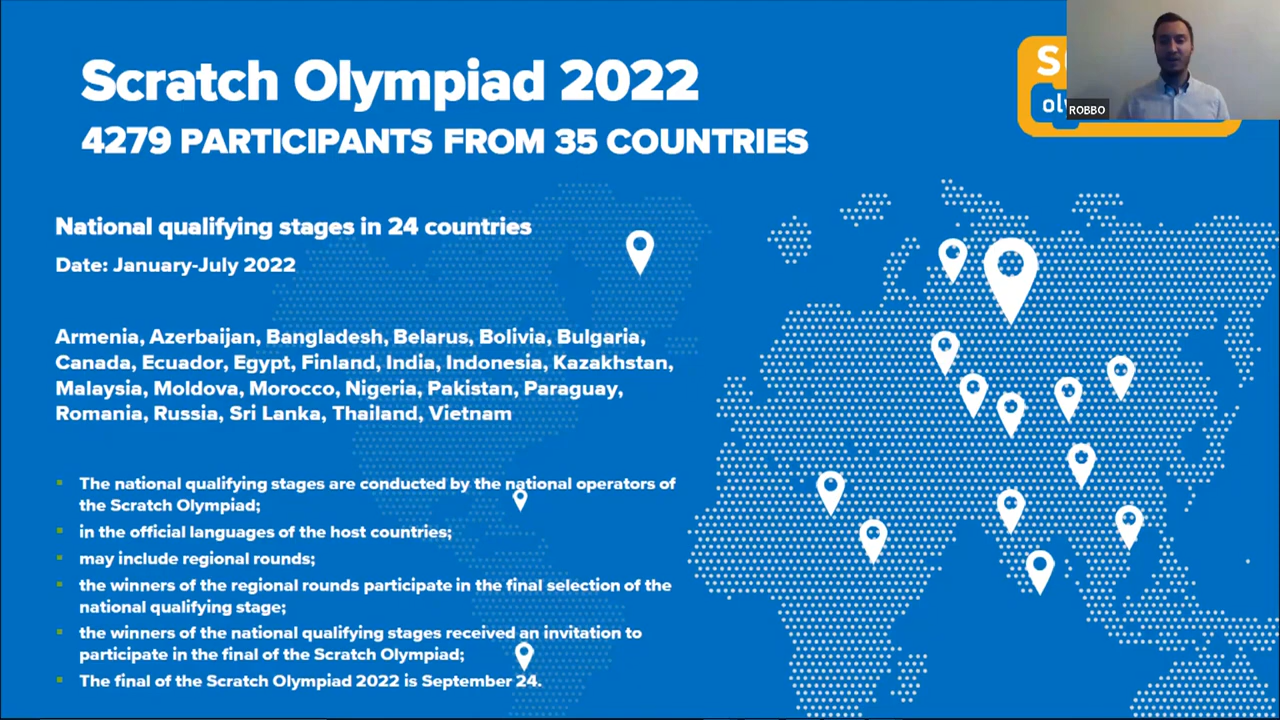 Scratch Olympiad 2022
4279 PARTICIPANTS FROM 35 COUNTRIES
ROBBO
National qualifying stages in 24 countries
Date: January-July 2022
Armenia, Azerbaijan, Bangladesh, Belarus, Bolivia, Bulgaria,
Canada, Ecuador, Egypt, Finland, India, Indonesia, Kazakhstan,
Malaysia, Moldova, Morocco, Nigeria, Pakistan, Paraguay,
Romania, Russia, Sri Lanka, Thailand, Vietnam
The national qualifying stages are conducted by the national operators of
the Scratch Olympiad;
in the official languages of the host countries;
may include regional rounds;
the winners of the regional rounds participate in the final selection of the
national qualifying stage;
the winners of the national qualifying stages received an invitation to
participate in the final of the Scratch Olympiad;
The final of the Scratch Olympiad 2022 is September 24.